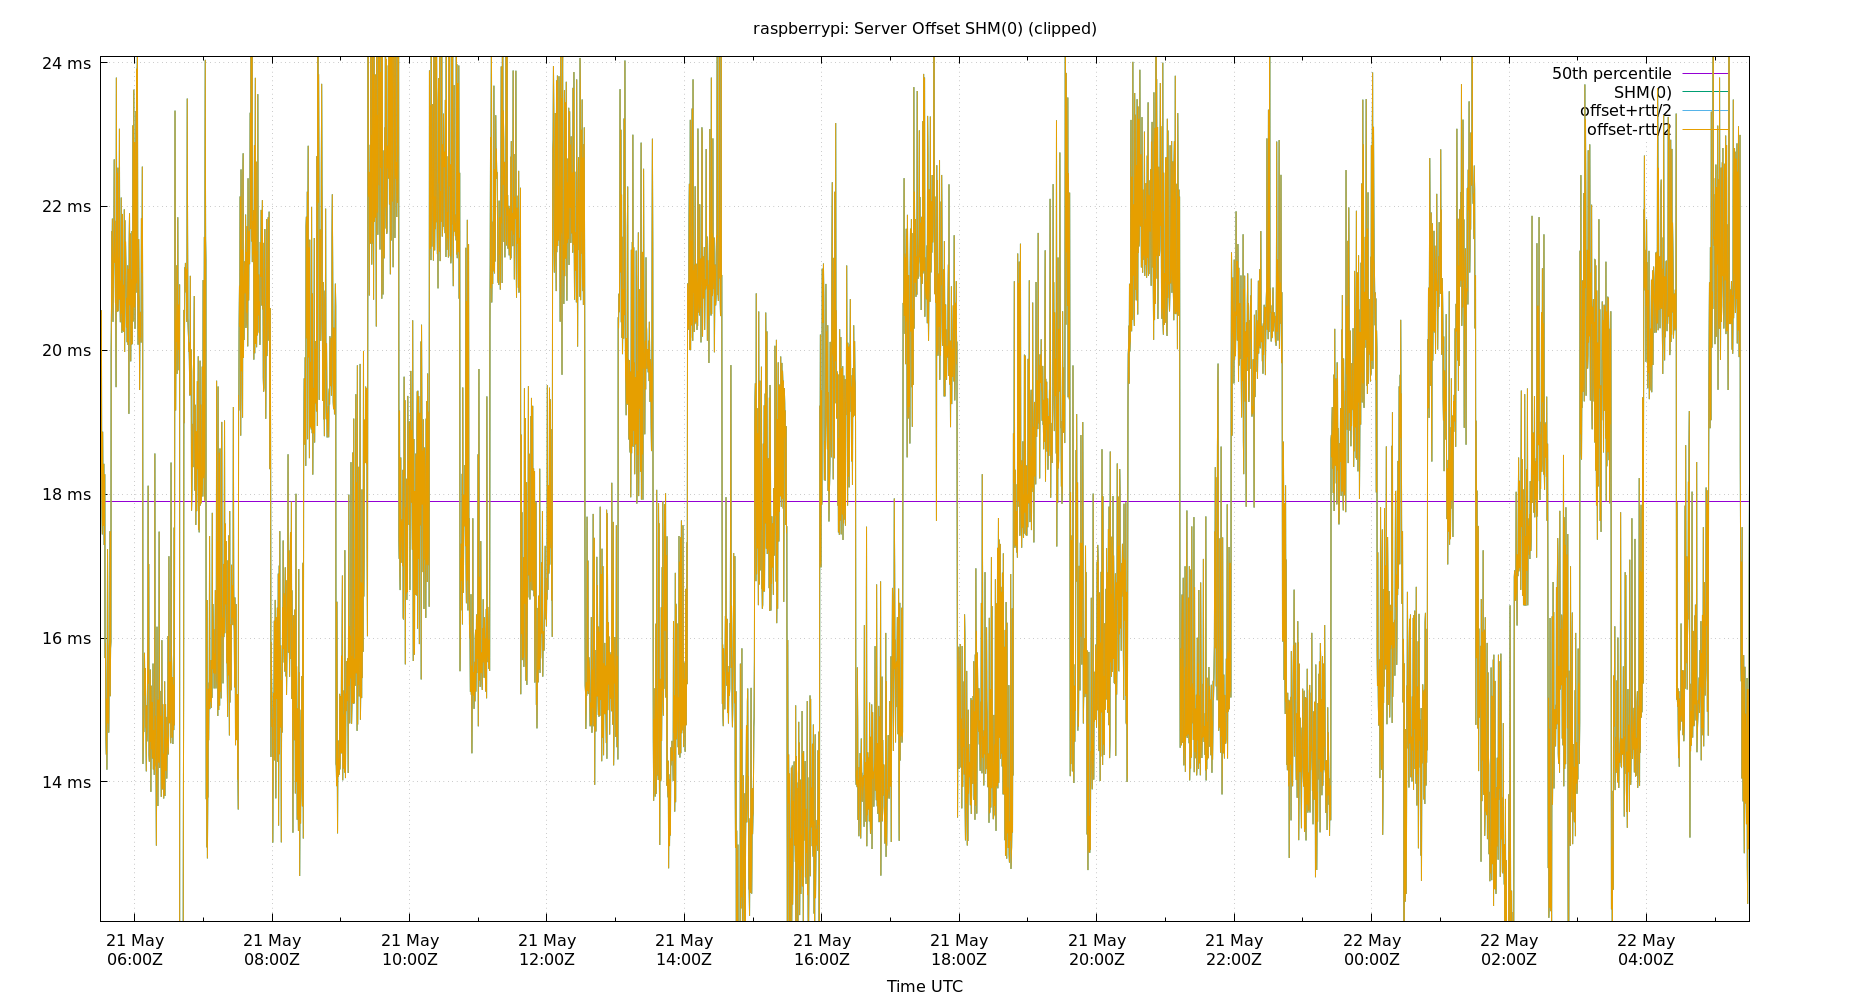 raspberrypi: Server Offset SHM(0) (clipped)
24 ms
22 ms
20 ms
18 ms
16 ms
14 ms
50th percentile
SHM(0)
offset+rtt/2
offset-rtt/2
21 May 21 May 21 May 21 May 21 May 21 May 21 May 21 May 21 May 22 May 22 May 22 May
06:00Z 08:00Z 10:00Z 12:00Z 14:00Z 16:00Z 18:00Z 20:00Z 22:00Z 00:00Z 02:00Z 04:00Z
Time UTC